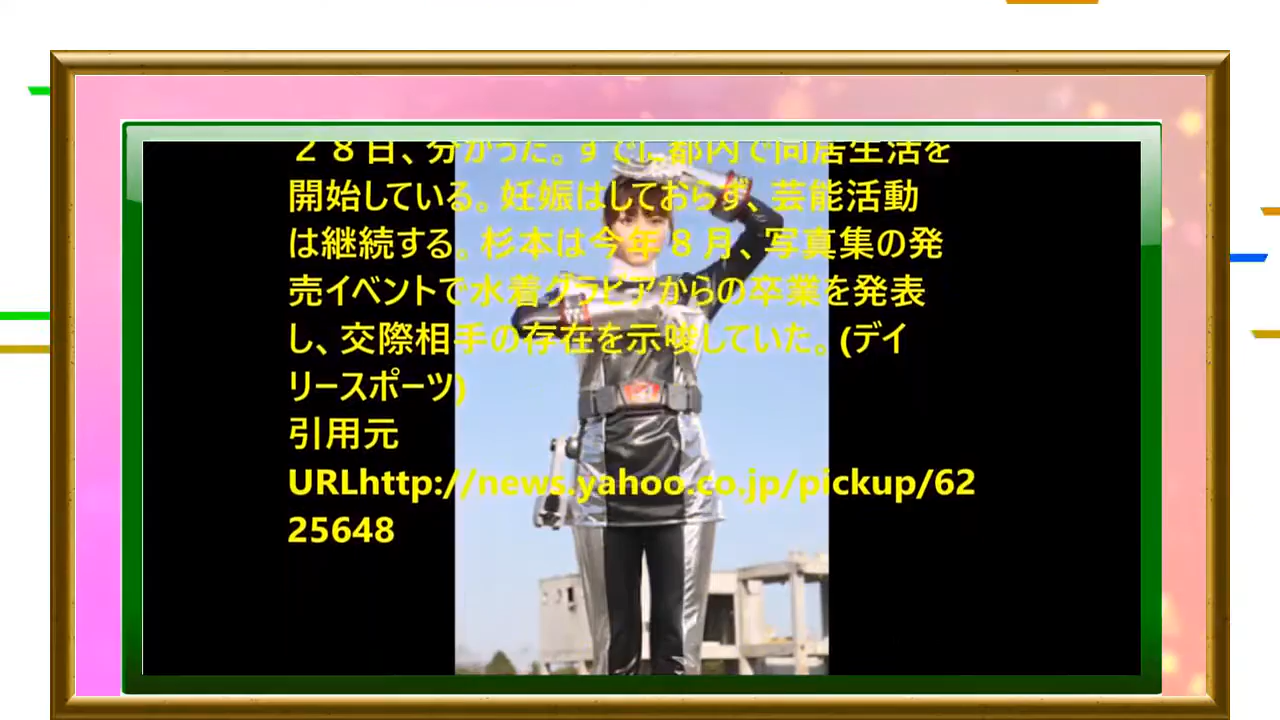 ２８日、分かった。すでに都内で同居生活を
開始している。妊娠はしておらず、芸能活動
は継続する。杉本は今年８月、写真集の発
売イベントで水着グラビアからの卒業を発表
し、交際相手の存在を示唆していた。(デイ
リースポーツ)
引用元
URLhttp://news.yahoo.co.jp/pickup/62
25648